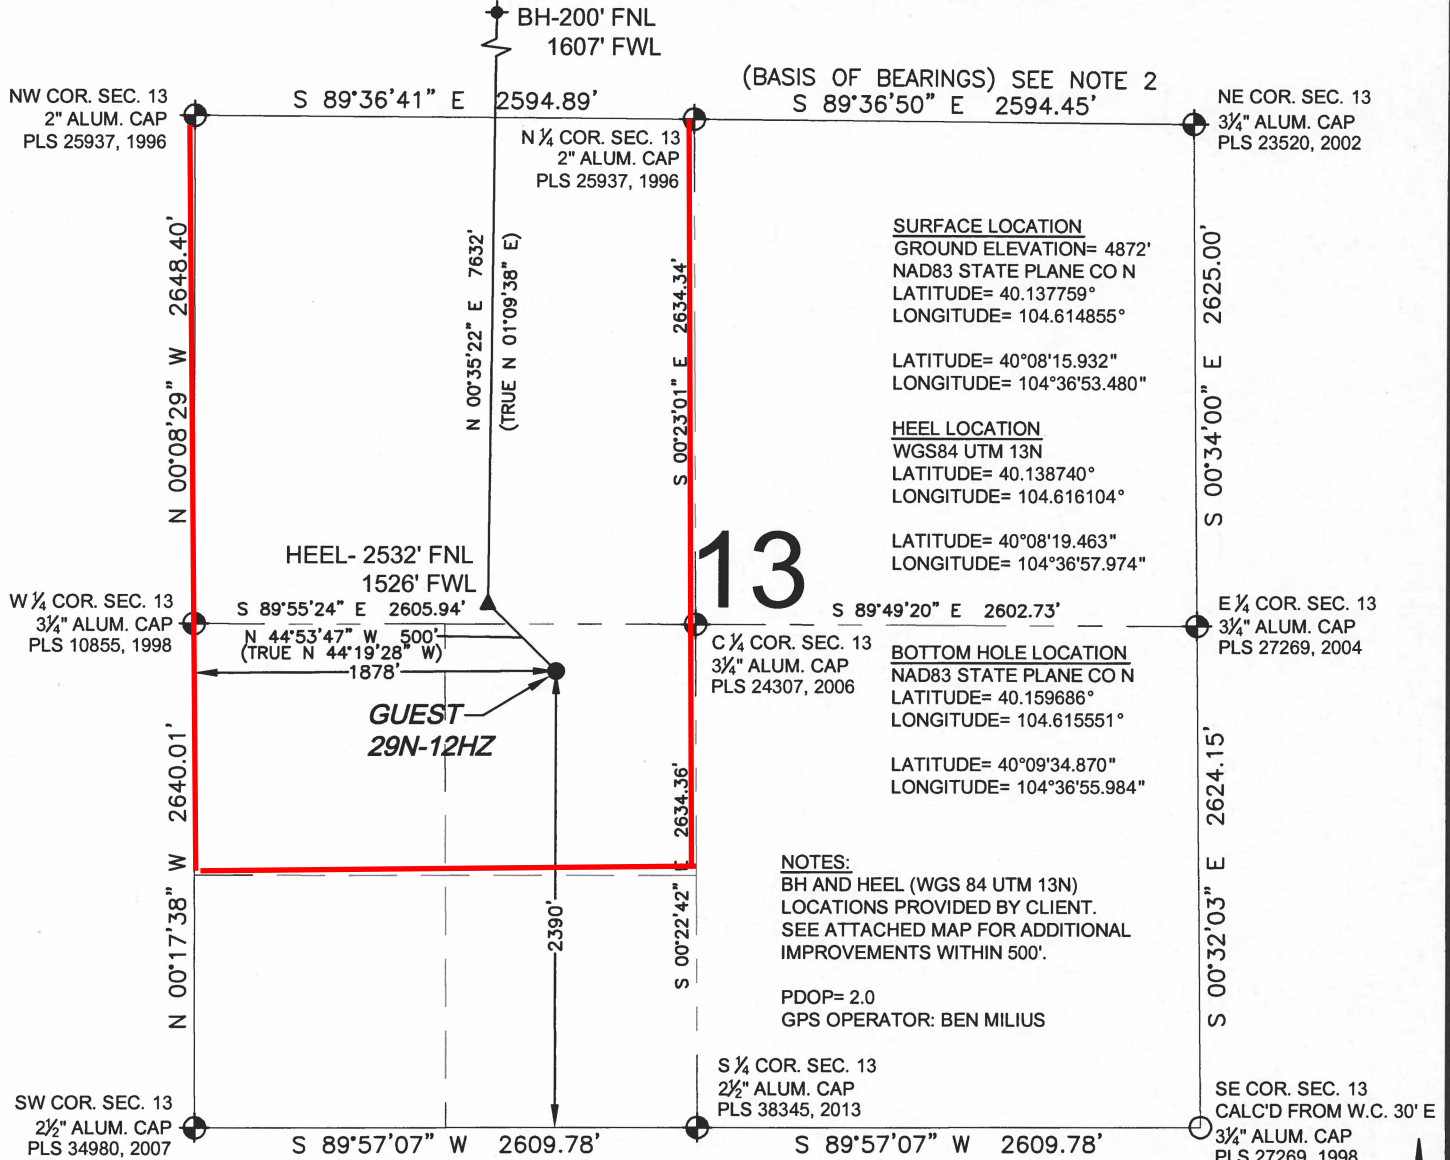 BH-200' FNL
1607' FWL
(BASIS OF BEARINGS) SEE NOTE 2
NW COR. SEC. 13
2" ALUM. CAP
PLS 25937, 1996
S 89°36'41" E 2594.89'
S 89°36'50" E 2594.45'
NE COR. SEC. 13
3¼" ALUM. CAP
PLS 23520, 2002
N ¼ COR. SEC. 13
2" ALUM. CAP
PLS 25937, 1996
N 00°08'29" W 2648.40'
N 00°35'22" E 7632'
(TRUE N 01°09'38" E)
S 00°23'01" E 2634.34'
SURFACE LOCATION
GROUND ELEVATION= 4872'
NAD83 STATE PLANE CO N
LATITUDE= 40.137759°
LONGITUDE= 104.614855°
LATITUDE= 40°08'15.932"
LONGITUDE= 104°36'53.480"
S 00°34'00" E 2625.00'
HEEL LOCATION
WGS84 UTM 13N
LATITUDE= 40.138740°
LONGITUDE= 104.616104°
LATITUDE= 40°08'19.463"
LONGITUDE= 104°36'57.974"
HEEL- 2532' FNL
1526' FWL
13
W ¼ COR. SEC. 13
3¼" ALUM. CAP
PLS 10855, 1998
S 89°55'24" E 2605.94'
N 44°53'47" W 500'
(TRUE N 44°19'28" W)
1878'
S 89°49'20" E 2602.73'
E ¼ COR. SEC. 13
3¼" ALUM. CAP
PLS 27269, 2004
C ¼ COR. SEC. 13
3¼" ALUM. CAP
PLS 24307, 2006
BOTTOM HOLE LOCATION
NAD83 STATE PLANE CO N
LATITUDE= 40.159686°
LONGITUDE= 104.615551°
LATITUDE= 40°09'34.870"
LONGITUDE= 104°36'55.984"
GUEST
29N-12HZ
N 00°17'38" W 2640.01'
2390'
S 00°22'42" E 2634.36'
S 00°32'03" E 2624.15'
NOTES:
BH AND HEEL (WGS 84 UTM 13N)
LOCATIONS PROVIDED BY CLIENT.
SEE ATTACHED MAP FOR ADDITIONAL
IMPROVEMENTS WITHIN 500'.
PDOP= 2.0
GPS OPERATOR: BEN MILIUS
S ¼ COR. SEC. 13
2½" ALUM. CAP
PLS 38345, 2013
SW COR. SEC. 13
2½" ALUM. CAP
PLS 34980, 2007
S 89°57'07" W 2609.78'
S 89°57'07" W 2609.78'
SE COR. SEC. 13
CALC'D FROM W.C. 30' E
3¼" ALUM. CAP
PLS 27269, 1998